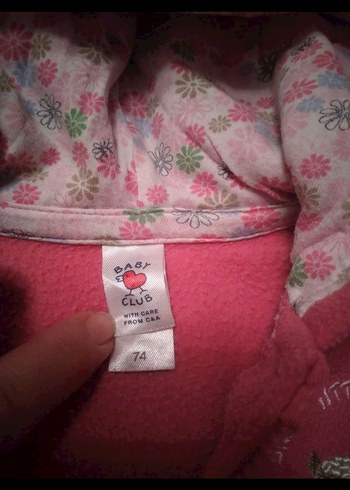 BABY
CLUB
WITH CARE
FROM C&A
74